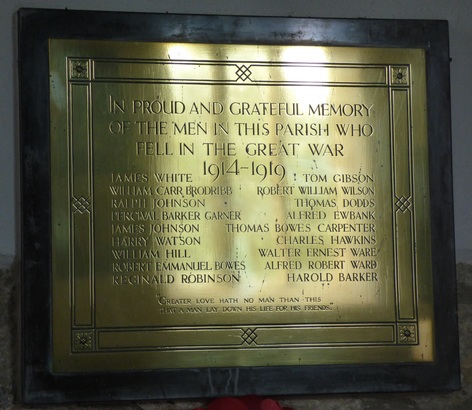 IN PROUD AND GRATEFUL MEMORY
OF THE MEN IN THIS PARISH WHO
FELL IN THE GREAT WAR
1914-1919
JAMES WHITE TOM GIBSON
WILLIAM CARR BRODRIBB ROBERT WILLIAM WILSON
RALPH JOHNSON THOMAS DODDS
PERCIVAL BARKER GARNER ALFRED EWBANK
JAMES JOHNSON THOMAS BOWES CARPENTER
HARRY WATSON CHARLES HAWKINS
WILLIAM HILL WALTER ERNEST WARE
ROBERT EMMANUEL BOWES ALFRED ROBERT WARD
REGINALD ROBINSON HAROLD BARKER
"GREATER LOVE HATH NO MAN THAN THIS
THAT A MAN LAY DOWN HIS LIFE FOR HIS FRIENDS."